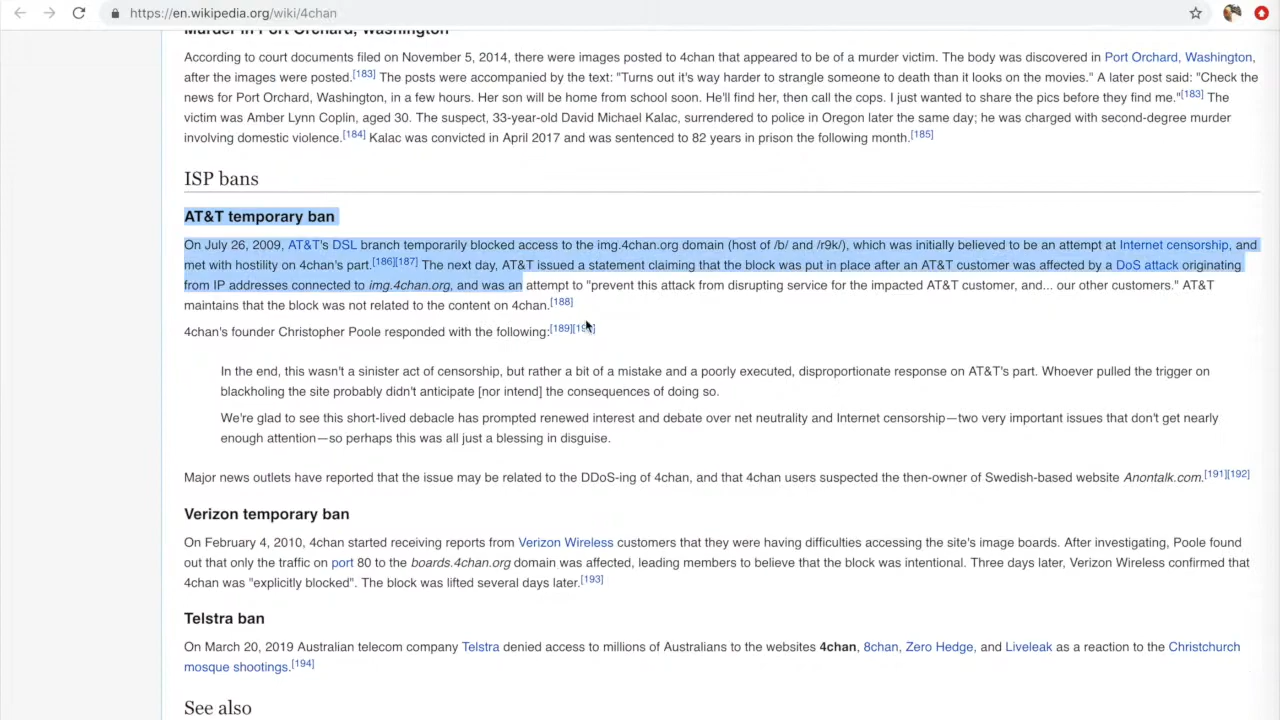 https://en.wikipedia.org/wiki/4chan
Murder in Port Orchard, Washington
According to court documents filed on November 5, 2014, there were images posted to 4chan that appeared to be of a murder victim. The body was discovered in Port Orchard, Washington,
after the images were posted.[183] The posts were accompanied by the text: "Turns out it's way harder to strangle someone to death than it looks on the movies." A later post said: "Check the
news for Port Orchard, Washington, in a few hours. Her son will be home from school soon. He'll find her, then call the cops. I just wanted to share the pics before they find me."[183] The
victim was Amber Lynn Coplin, aged 30. The suspect, 33-year-old David Michael Kalac, surrendered to police in Oregon later the same day; he was charged with second-degree murder
involving domestic violence.[184] Kalac was convicted in April 2017 and was sentenced to 82 years in prison the following month.[185]
ISP bans
AT&T temporary ban
On July 26, 2009, AT&T's DSL branch temporarily blocked access to the img.4chan.org domain (host of /b/ and /r9k/), which was initially believed to be an attempt at Internet censorship, and
met with hostility on 4chan's part.[186][187] The next day, AT&T issued a statement claiming that the block was put in place after an AT&T customer was affected by a DoS attack originating
from IP addresses connected to img.4chan.org, and was an attempt to "prevent this attack from disrupting service for the impacted AT&T customer, and... our other customers." AT&T
maintains that the block was not related to the content on 4chan.[188]
4chan's founder Christopher Poole responded with the following:[189]
In the end, this wasn't a sinister act of censorship, but rather a bit of a mistake and a poorly executed, disproportionate response on AT&T's part. Whoever pulled the trigger on
blackholing the site probably didn't anticipate [nor intend] the consequences of doing so.
We're glad to see this short-lived debacle has prompted renewed interest and debate over net neutrality and Internet censorship—two very important issues that don't get nearly
enough attention—so perhaps this was all just a blessing in disguise.
Major news outlets have reported that the issue may be related to the DDoS-ing of 4chan, and that 4chan users suspected the then-owner of Swedish-based website Anontalk.com.[191][192]
Verizon temporary ban
On February 4, 2010, 4chan started receiving reports from Verizon Wireless customers that they were having difficulties accessing the site's image boards. After investigating, Poole found
out that only the traffic on port 80 to the boards.4chan.org domain was affected, leading members to believe that the block was intentional. Three days later, Verizon Wireless confirmed that
4chan was "explicitly blocked". The block was lifted several days later.[193]
Telstra ban
On March 20, 2019 Australian telecom company Telstra denied access to millions of Australians to the websites 4chan, 8chan, Zero Hedge, and Liveleak as a reaction to the Christchurch
mosque shootings.[194]
See also